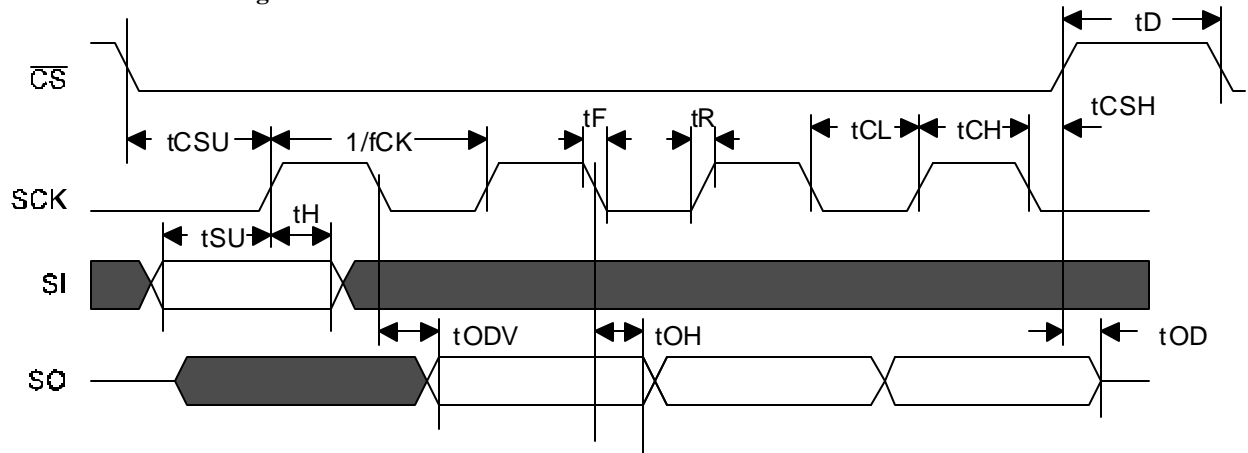 tD
CS
tCSH
tF
tR
tCL
tCH
tCSU
1/fCK
SCK
tH
tSU
SI
tODV
tOH
tOD
SO